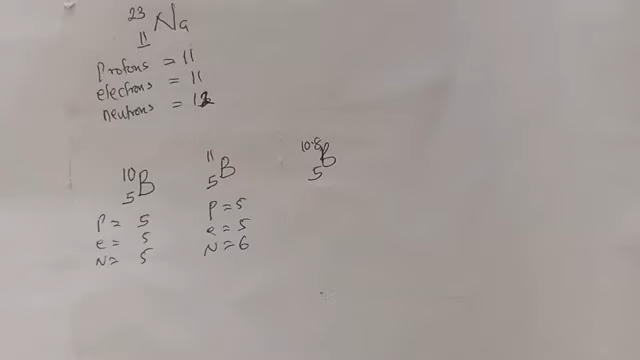 23
11 Na
protons = 11
electrons = 11
neutrons = 12
10
5 B
P = 5
e = 5
N = 5
11
5 B
P = 5
e = 5
N = 6
10.8
5 B